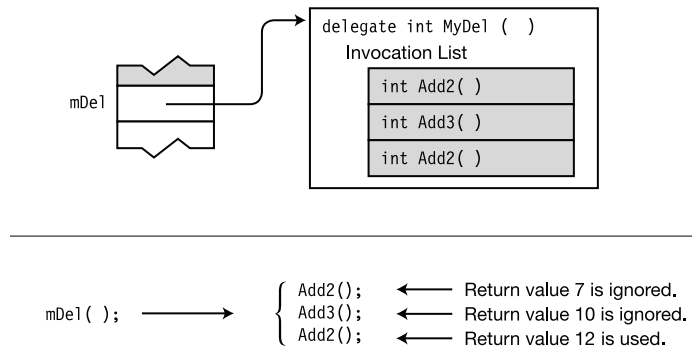 delegate int MyDel ( )
Invocation List
mDel
int Add2( )
int Add3( )
int Add2( )
mDel( );
Add2(); Return value 7 is ignored.
Add3(); Return value 10 is ignored.
Add2(); Return value 12 is used.